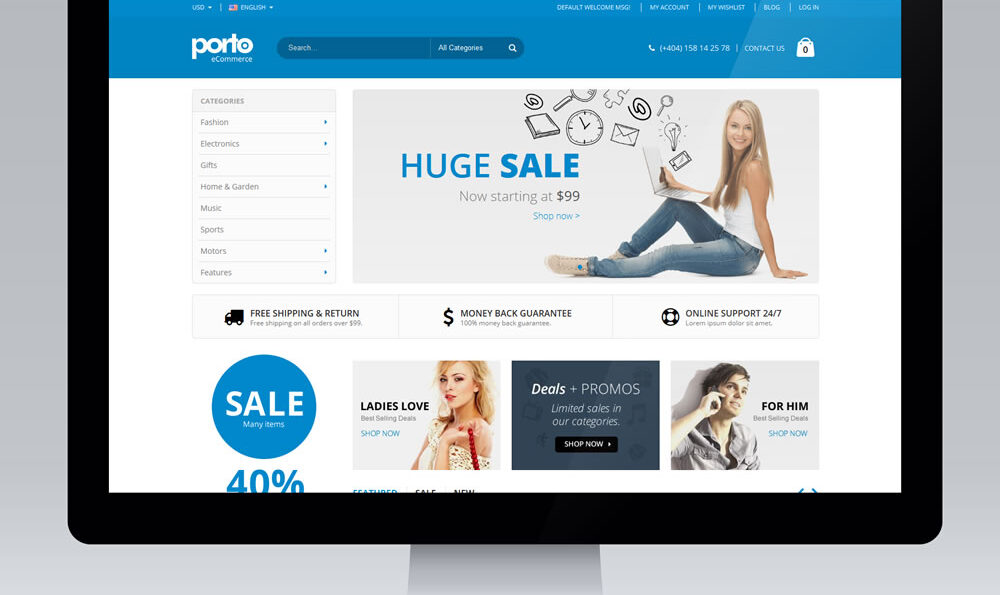 USD
ENGLISH
DEFAULT WELCOME MSG!
MY ACCOUNT
MY WISHLIST
BLOG
LOG IN
porto
eCommerce
Search...
All Categories
(+404) 158 14 25 78
CONTACT US
0
CATEGORIES
Fashion
Electronics
Gifts
Home & Garden
Music
Sports
Motors
Features
HUGE SALE
Now starting at $99
Shop now >
FREE SHIPPING & RETURN
Free shipping on all orders over $99.
MONEY BACK GUARANTEE
100% money back guarantee.
ONLINE SUPPORT 24/7
Lorem ipsum dolor sit amet.
SALE
Many items
40%
LADIES LOVE
Best Selling Deals
SHOP NOW
Deals + PROMOS
Limited sales in
our categories.
SHOP NOW
FOR HIM
Best Selling Deals
SHOP NOW
FEATURED
SALE
NEW